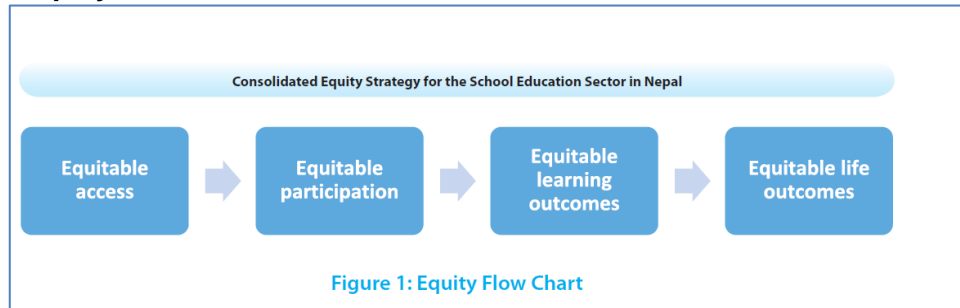 Consolidated Equity Strategy for the School Education Sector in Nepal
Equitable
access
Equitable
participation
Equitable
learning
outcomes
Equitable life
outcomes
Figure 1: Equity Flow Chart